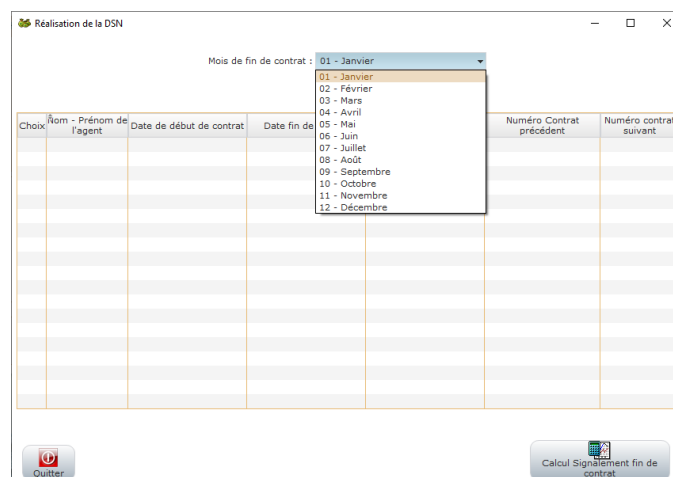 Réalisation de la DSN
Mois de fin de contrat : 01 - Janvier
01 - Janvier
02 - Février
03 - Mars
04 - Avril
05 - Mai
06 - Juin
07 - Juillet
08 - Août
09 - Septembre
10 - Octobre
11 - Novembre
12 - Décembre
Choix
Nom - Prénom de
l'agent
Date de début de contrat
Date fin de
Numéro Contrat
précédent
Numéro contrat
suivant
Quitter
Calcul Signalement fin de
contrat